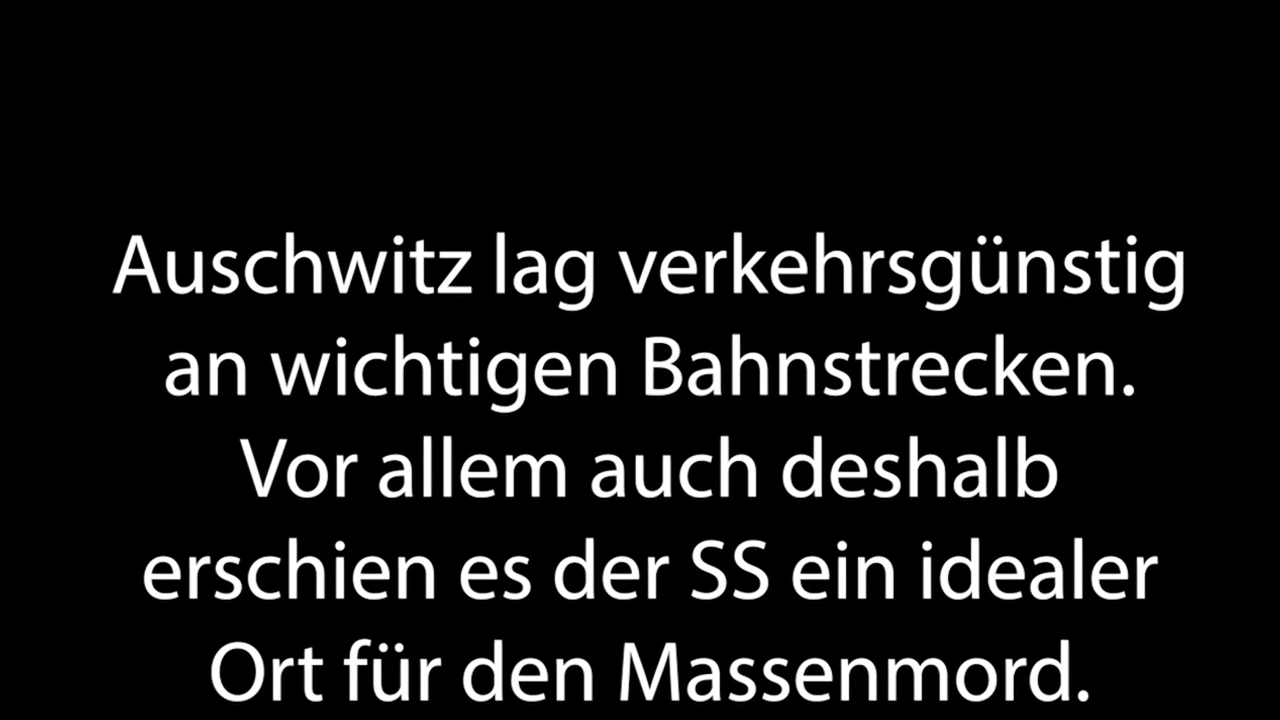 Auschwitz lag verkehrsgünstig
an wichtigen Bahnstrecken.
Vor allem auch deshalb
erschien es der SS ein idealer
Ort für den Massenmord.